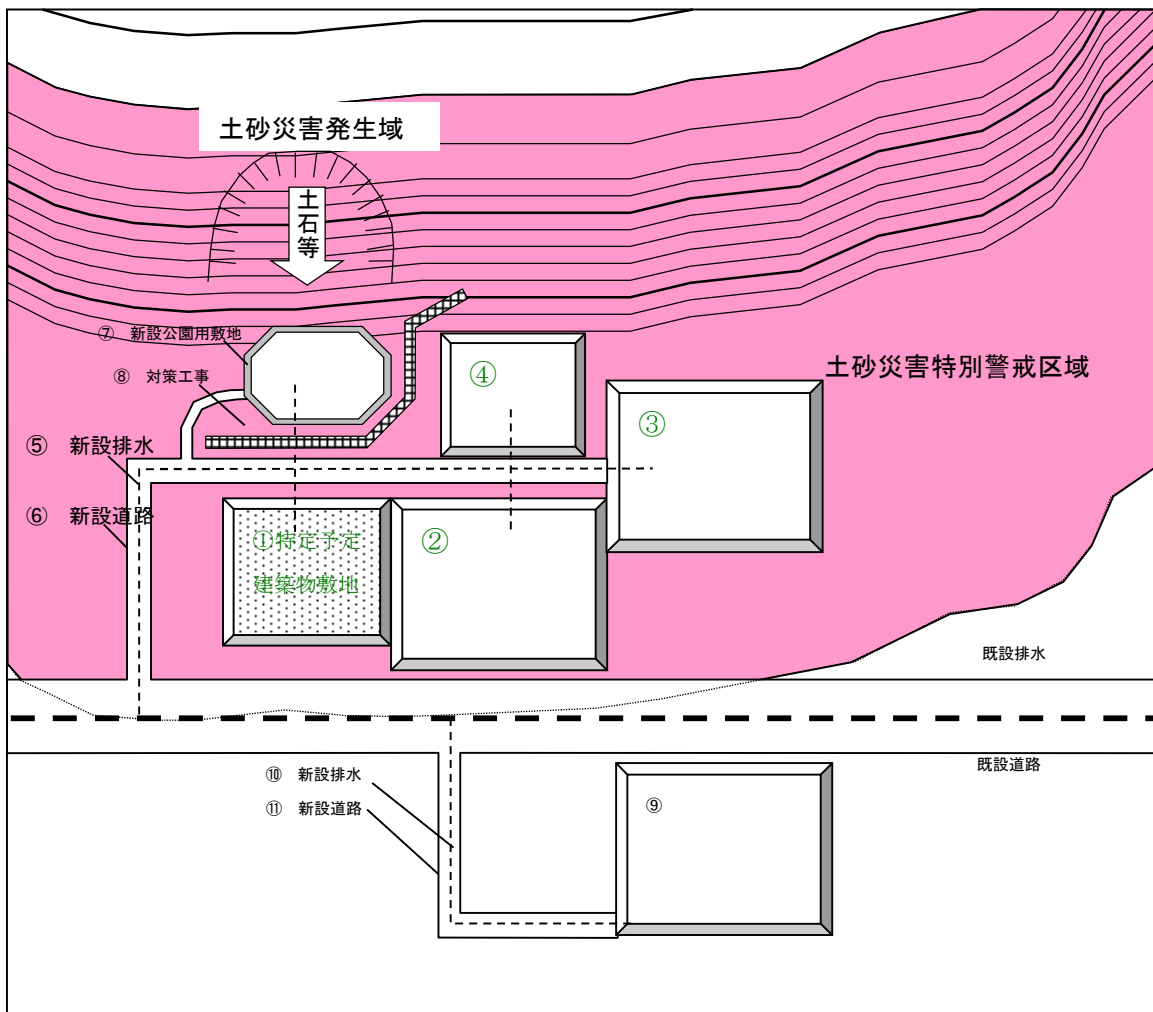 土砂災害発生域
土石等
⑦ 新設公園用敷地
⑧ 対策工事
④
土砂災害特別警戒区域
③
⑤ 新設排水
⑥ 新設道路
①特定予定
建築物敷地
②
既設排水
既設道路
⑩ 新設排水
⑪ 新設道路
⑨